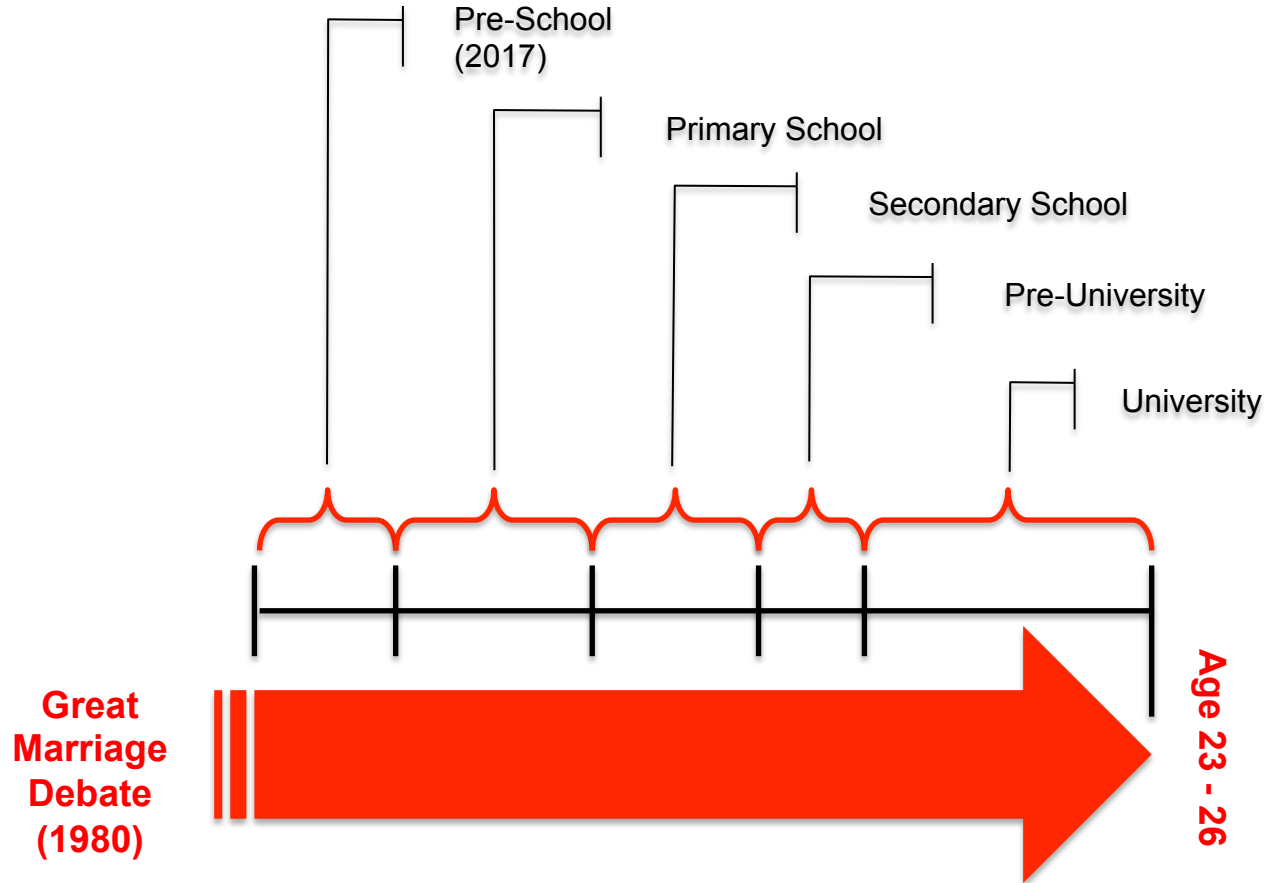 Pre-School
(2017)
Primary School
Secondary School
Pre-University
University
Great
Marriage
Debate
(1980)
Age 23 - 26